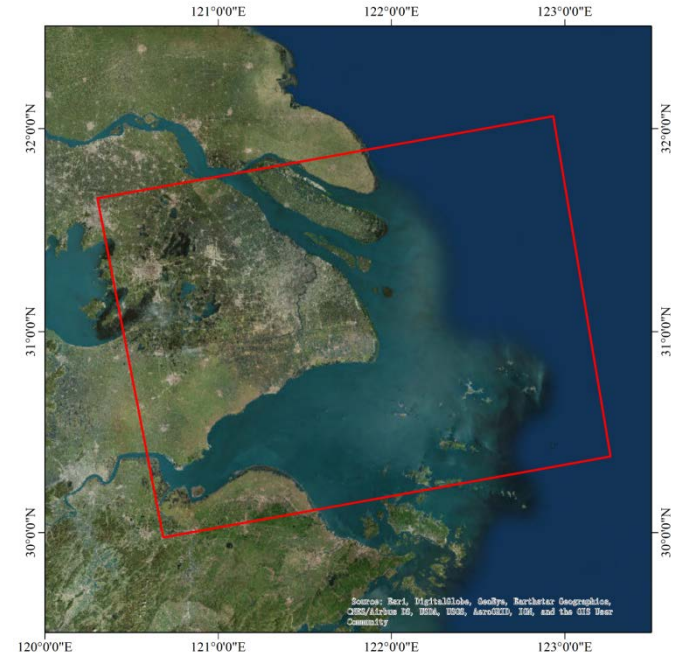 121°0'0"E 122°0'0"E 123°0'0"E
32°0'0"N 32°0'0"N
31°0'0"N 31°0'0"N
30°0'0"N 30°0'0"N
Source: Esri, DigitalGlobe, GeoEye, Earthstar Geographics,
CNES/Airbus DS, USDA, USGS, AeroGRID, IGN, and the GIS User
Community
120°0'0"E 121°0'0"E 122°0'0"E 123°0'0"E